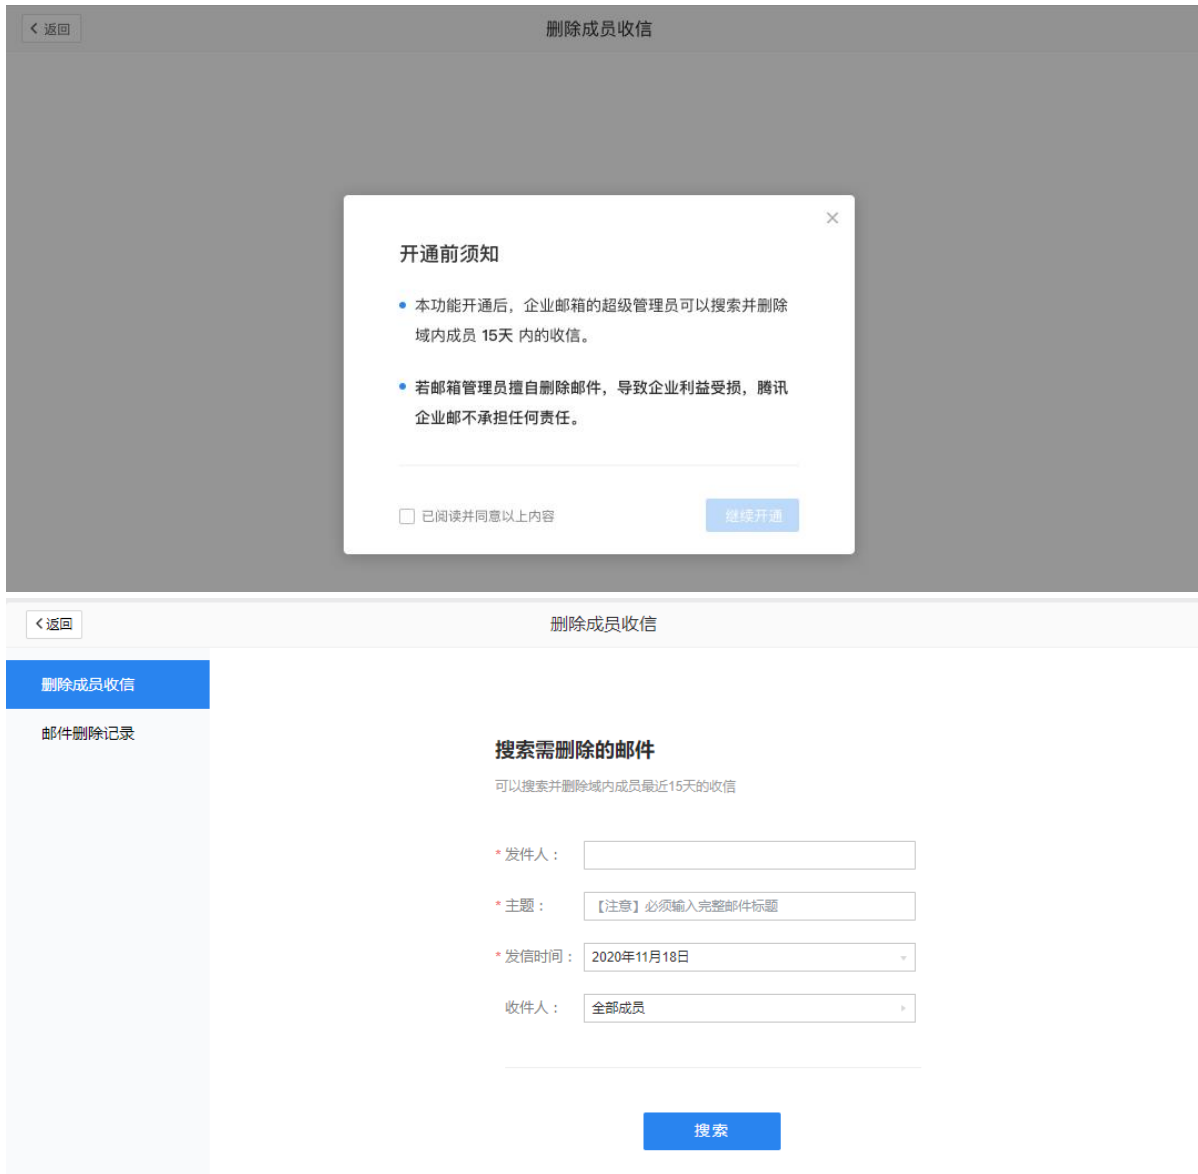 返回
删除成员收信
开通前须知
本功能开通后，企业邮箱的超级管理员可以搜索并删除
域内成员 15天 内的收信。
若邮箱管理员擅自删除邮件，导致企业利益受损，腾讯
企业邮不承担任何责任。
已阅读并同意以上内容
继续开通
返回
删除成员收信
删除成员收信
邮件删除记录
搜索需删除的邮件
可以搜索并删除域内成员最近15天的收信
* 发件人：
* 主题： 【注意】必须输入完整邮件标题
* 发信时间： 2020年11月18日
收件人： 全部成员
搜索